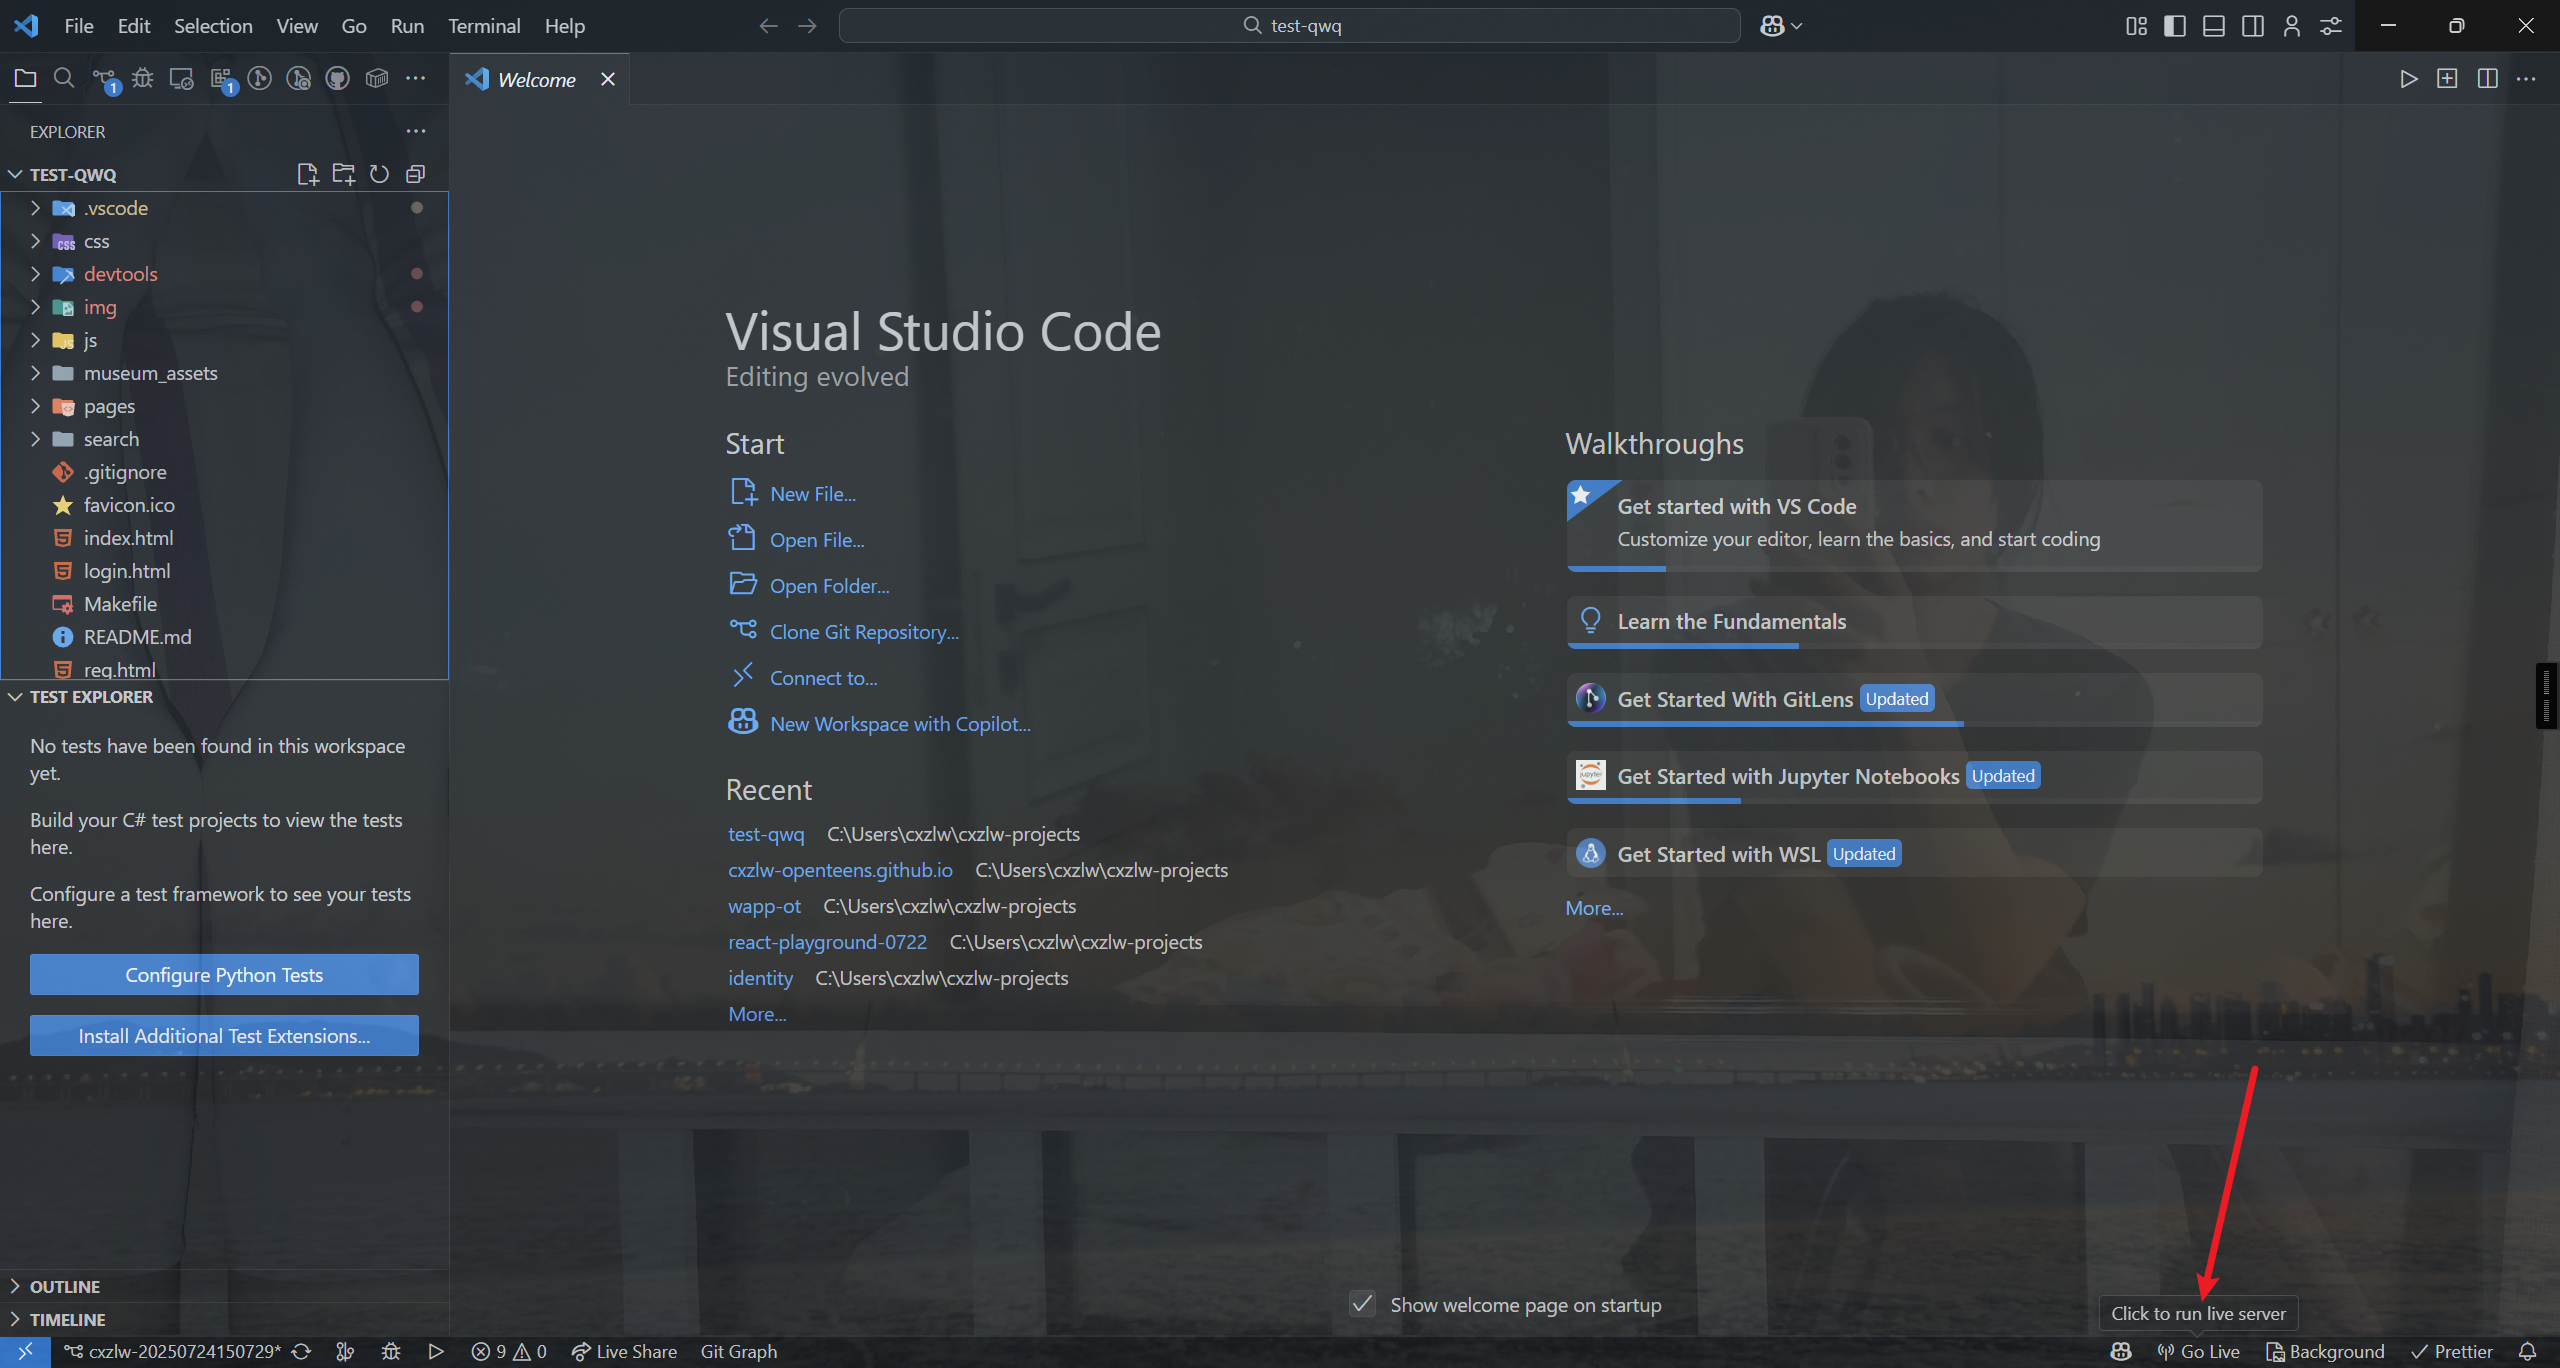 File Edit Selection View Go Run Terminal Help
test-qwq
1
1
Welcome
EXPLORER
TEST-QWQ
.vscode
css
devtools
img
js
museum_assets
pages
search
.gitignore
favicon.ico
index.html
login.html
Makefile
README.md
reg.html
TEST EXPLORER
No tests have been found in this workspace
yet.
Build your C# test projects to view the tests
here.
Configure a test framework to see your tests
here.
Configure Python Tests
Install Additional Test Extensions...
OUTLINE
TIMELINE
Visual Studio Code
Editing evolved
Start
New File...
Open File...
Open Folder...
Clone Git Repository...
Connect to...
New Workspace with Copilot...
Recent
test-qwq C:\Users\cxzlw\cxzlw-projects
cxzlw-openteens.github.io C:\Users\cxzlw\cxzlw-projects
wapp-ot C:\Users\cxzlw\cxzlw-projects
react-playground-0722 C:\Users\cxzlw\cxzlw-projects
identity C:\Users\cxzlw\cxzlw-projects
More...
Walkthroughs
Get started with VS Code
Customize your editor, learn the basics, and start coding
Learn the Fundamentals
Get Started With GitLens Updated
Get Started with Jupyter Notebooks Updated
Get Started with WSL Updated
More...
Show welcome page on startup
Click to run live server
cxzlw-20250724150729* 9 0 Live Share Git Graph
Go Live Background Prettier